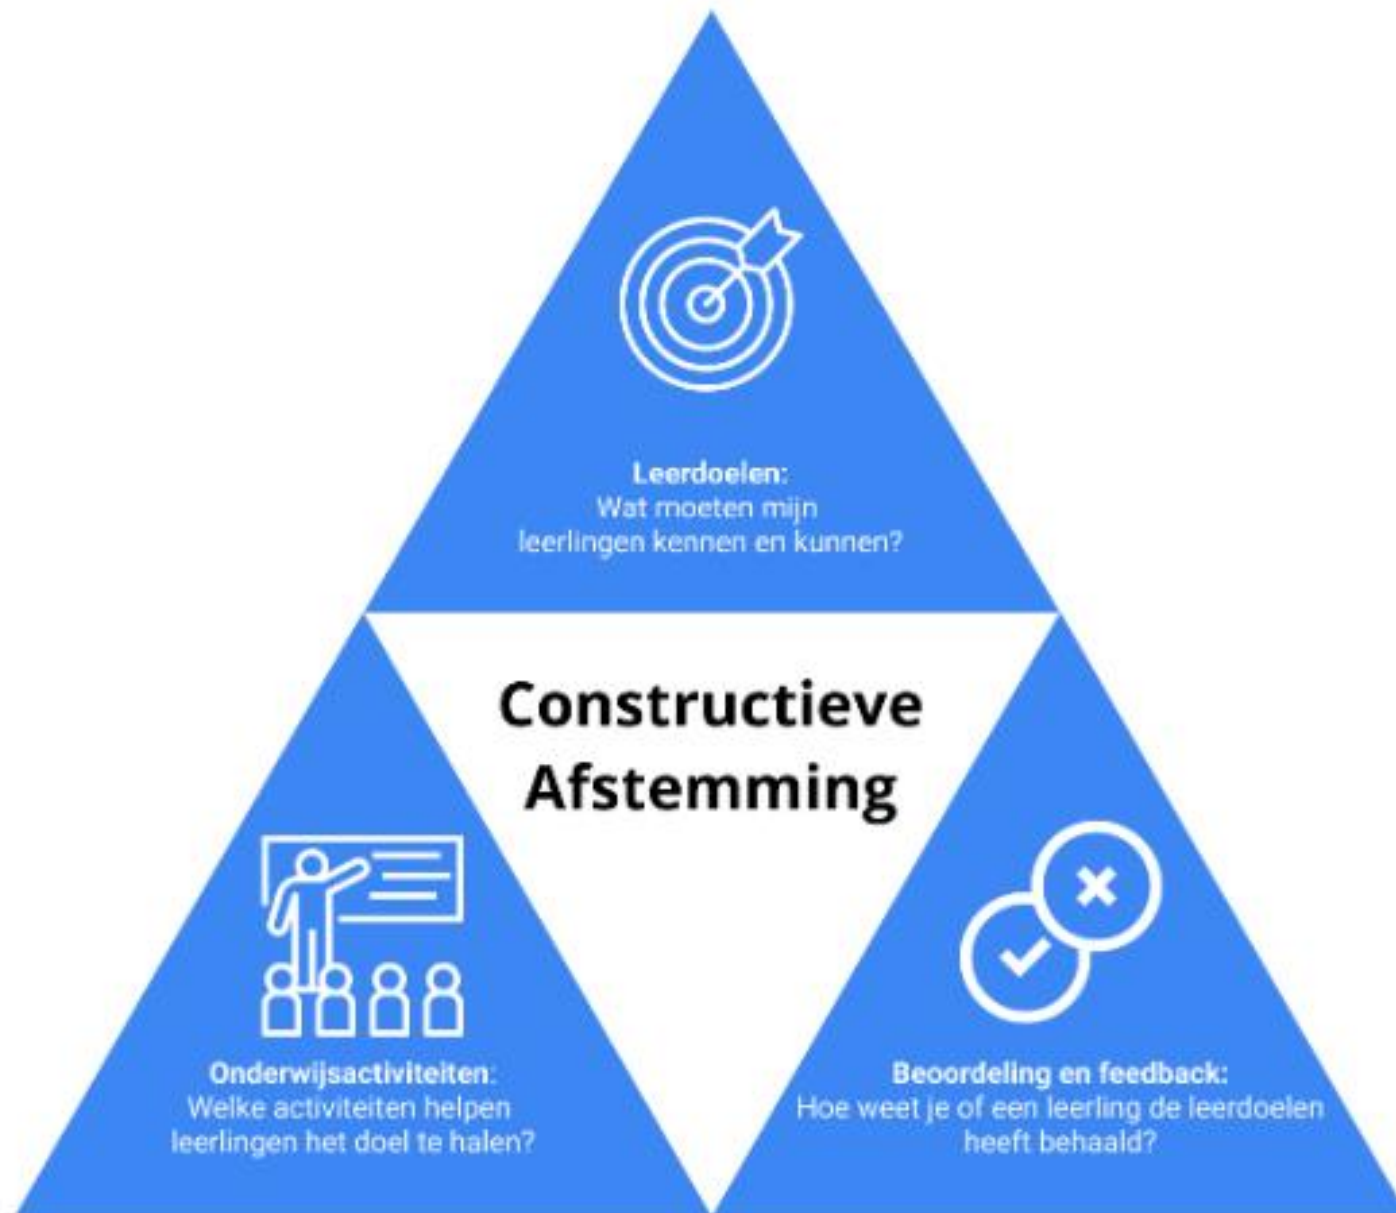 Leerdoelen:
Wat moeten mijn
leerlingen kennen en kunnen?
Constructieve
Afstemming
Onderwijsactiviteiten:
Welke activiteiten helpen
leerlingen het doel te halen?
Beoordeling en feedback:
Hoe weet je of een leerling de leerdoelen
heeft behaald?